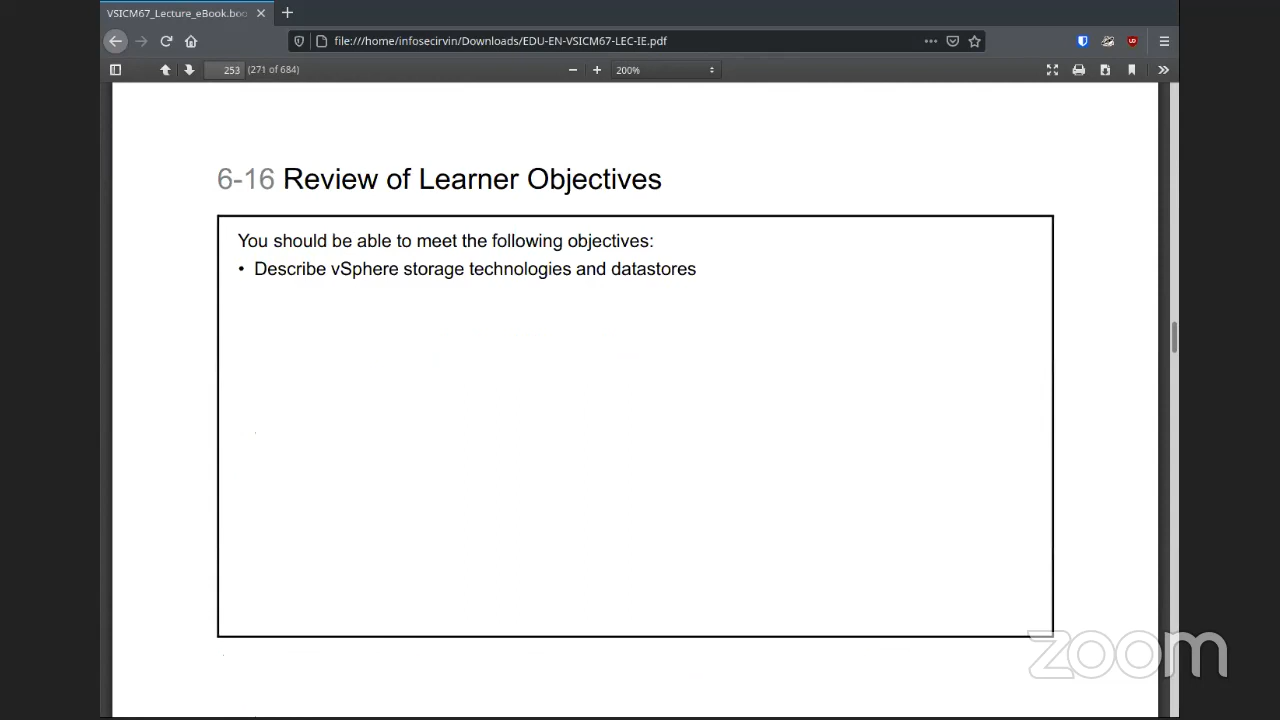 VSICM67_Lecture_eBook.boo
file:///home/infosecirvin/Downloads/EDU-EN-VSICM67-LEC-IE.pdf
253 (271 of 684)
200%
6-16 Review of Learner Objectives
You should be able to meet the following objectives:
• Describe vSphere storage technologies and datastores
zoom